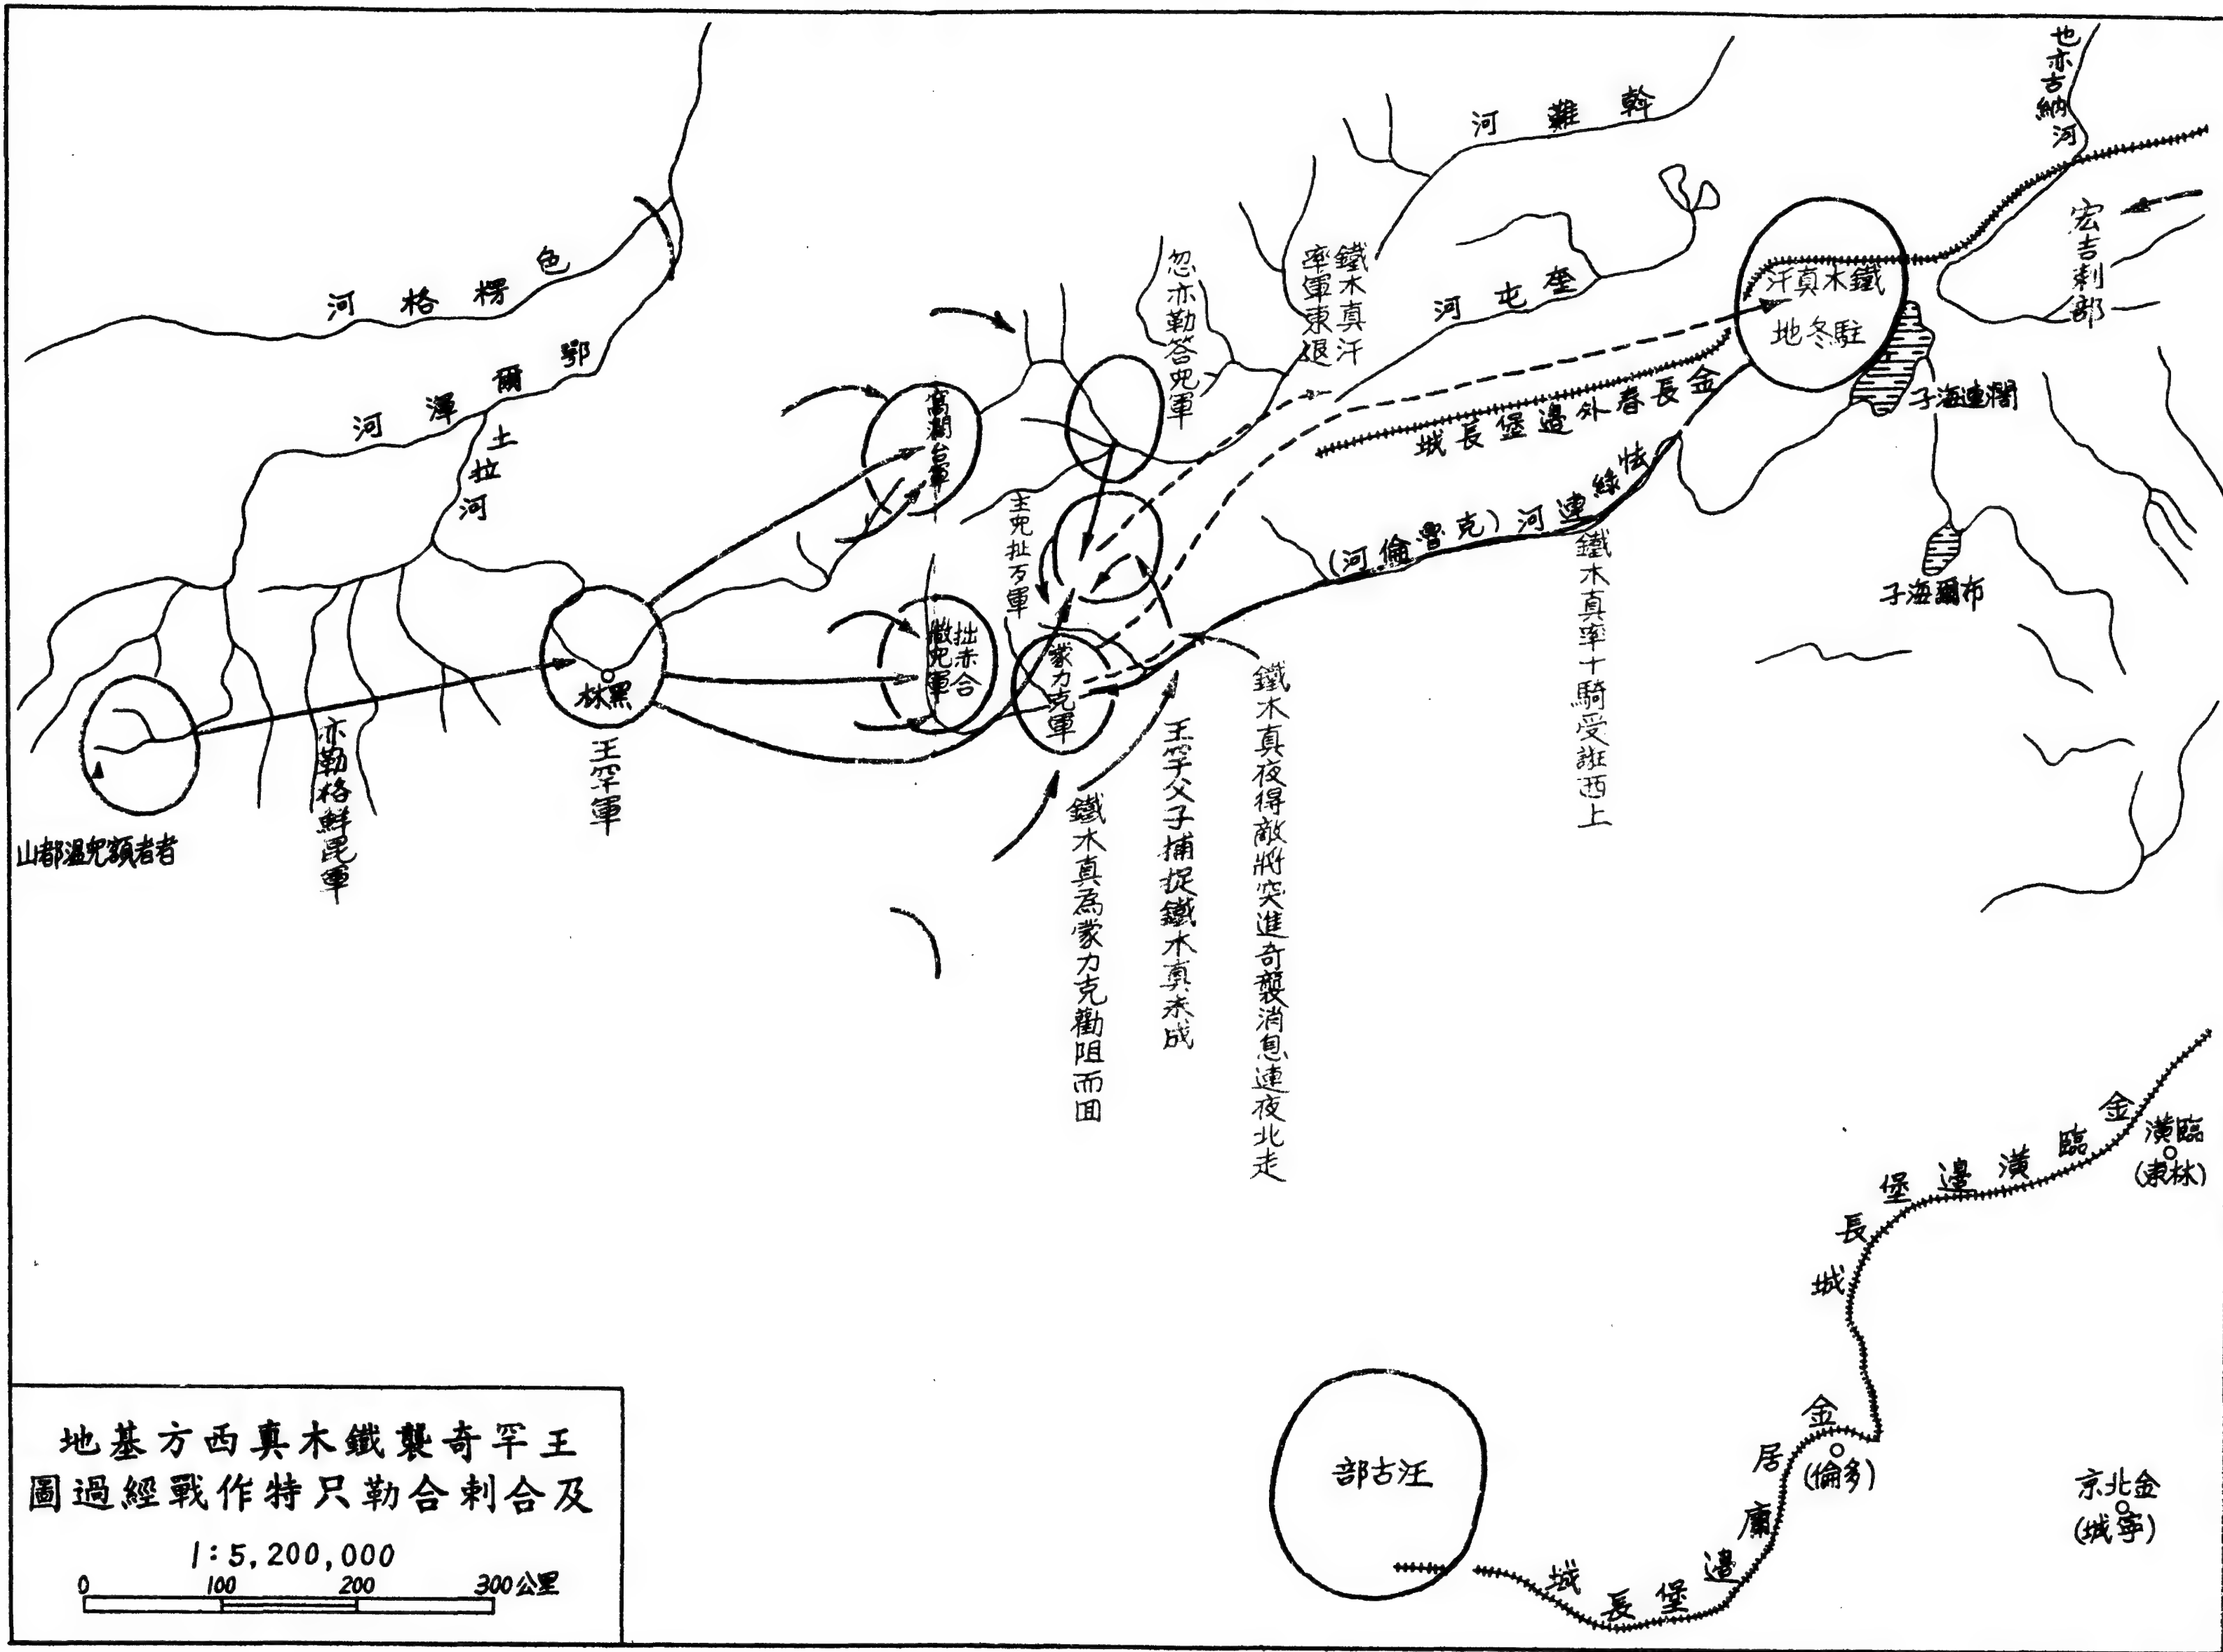 也亦古納河
斡難河
宏吉剌部
色楞格河
鄂爾渾河
土拉河
忽亦勒答兒軍
鐵木真汗
率軍東退
奎屯河
鐵木真汗
駐冬地
闊連海子
布爾海子
金長春外邊堡長城
怯綠連河(克魯倫河)
窩闊台軍
主兒扯歹軍
拙赤合
撒兒軍
蒙力克軍
黑林
王罕軍
亦勒格鮮昆軍
者者額兒溫都山
鐵木真率十騎受誑西上
鐵木真夜得敵將突進奇襲消息連夜北走
王罕父子捕捉鐵木真未成
鐵木真為蒙力克勸阻而回
金臨潢邊堡長城
臨潢
(林東)
金居庸邊堡長城
(多倫)
金北京
(寧城)
汪古部
王罕奇襲鐵木真西方基地
及合剌合勒只特作戰經過圖
1:5,200,000
0 100 200 300公里